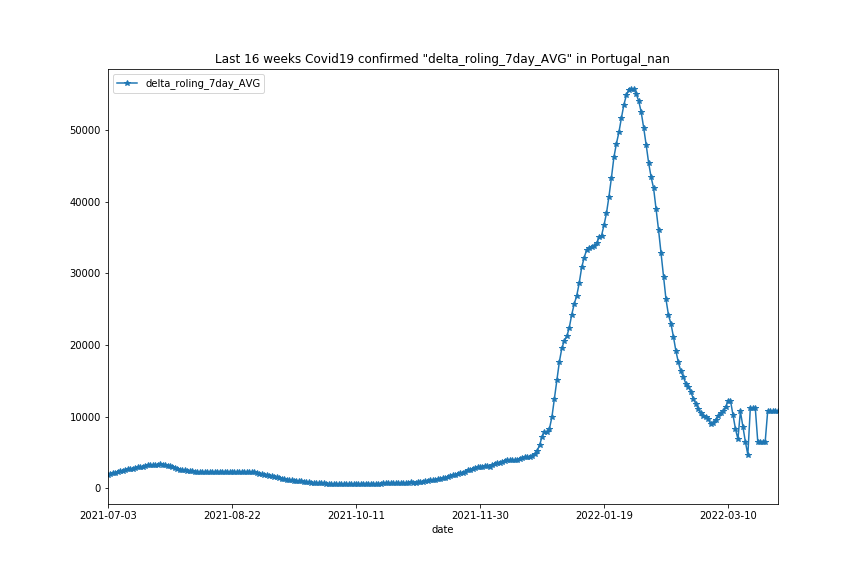 Last 16 weeks Covid19 confirmed "delta_roling_7day_AVG" in Portugal_nan
delta_roling_7day_AVG
50000
40000
30000
20000
10000
0
2021-07-03 2021-08-22 2021-10-11 2021-11-30 2022-01-19 2022-03-10
date